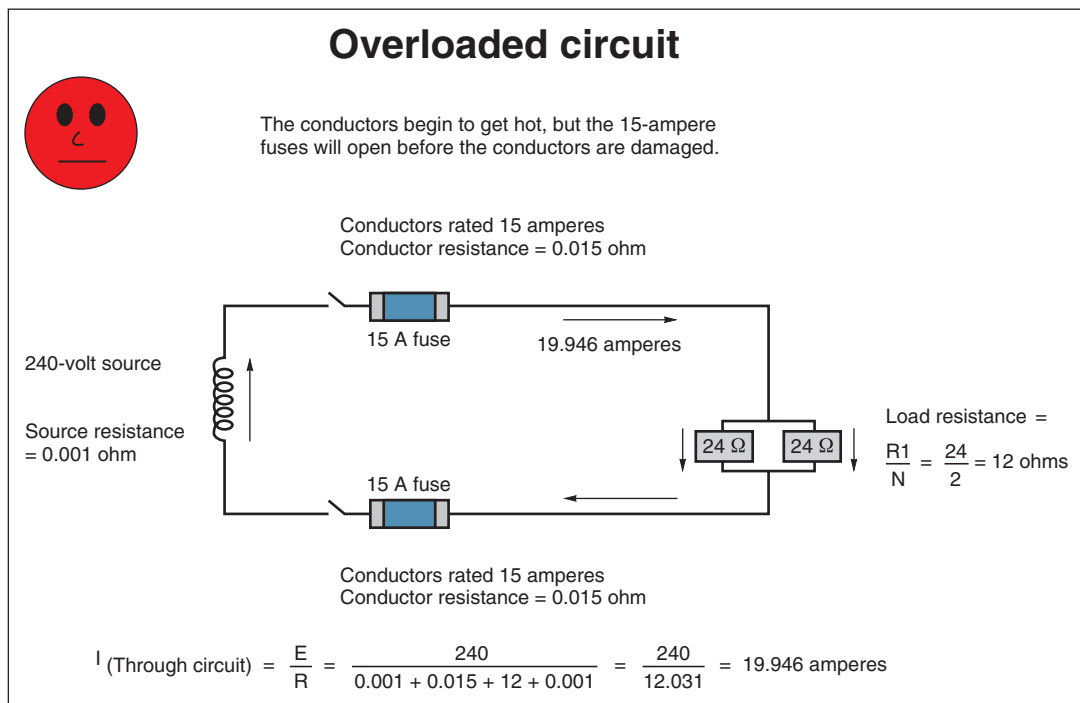 Overloaded circuit
The conductors begin to get hot, but the 15-ampere
fuses will open before the conductors are damaged.
Conductors rated 15 amperes
Conductor resistance = 0.015 ohm
15 A fuse
19.946 amperes
240-volt source
Source resistance
= 0.001 ohm
24 Ω
24 Ω
Load resistance =
R1/N = 24/2 = 12 ohms
15 A fuse
Conductors rated 15 amperes
Conductor resistance = 0.015 ohm
I (Through circuit) = E/R = 240/0.001 + 0.015 + 12 + 0.001 = 240/12.031 = 19.946 amperes